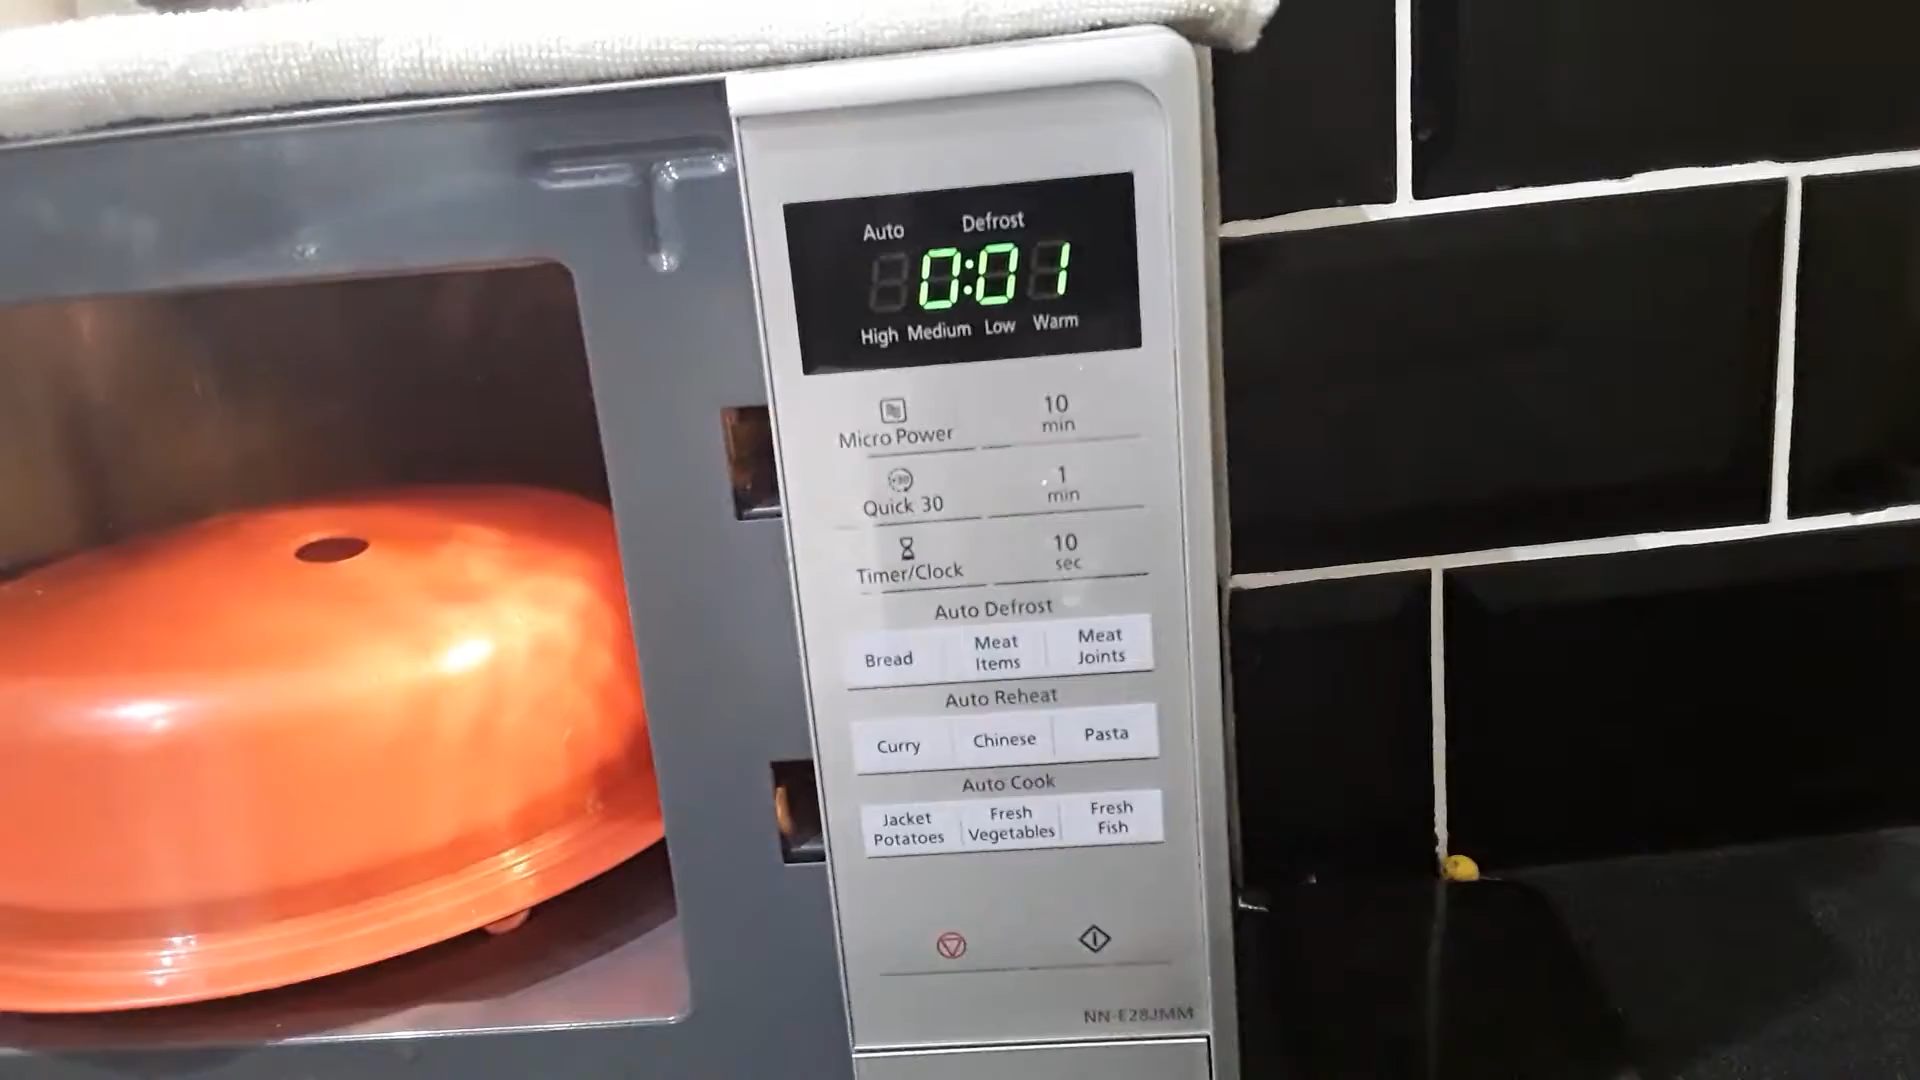 Auto Defrost
0:01
High Medium Low Warm
Micro Power
10
min
Quick 30
1
min
Timer/Clock
10
sec
Auto Defrost
Bread
Meat
Items
Meat
Joints
Auto Reheat
Curry
Chinese
Pasta
Auto Cook
Jacket
Potatoes
Fresh
Vegetables
Fresh
Fish
NN-E28JMM